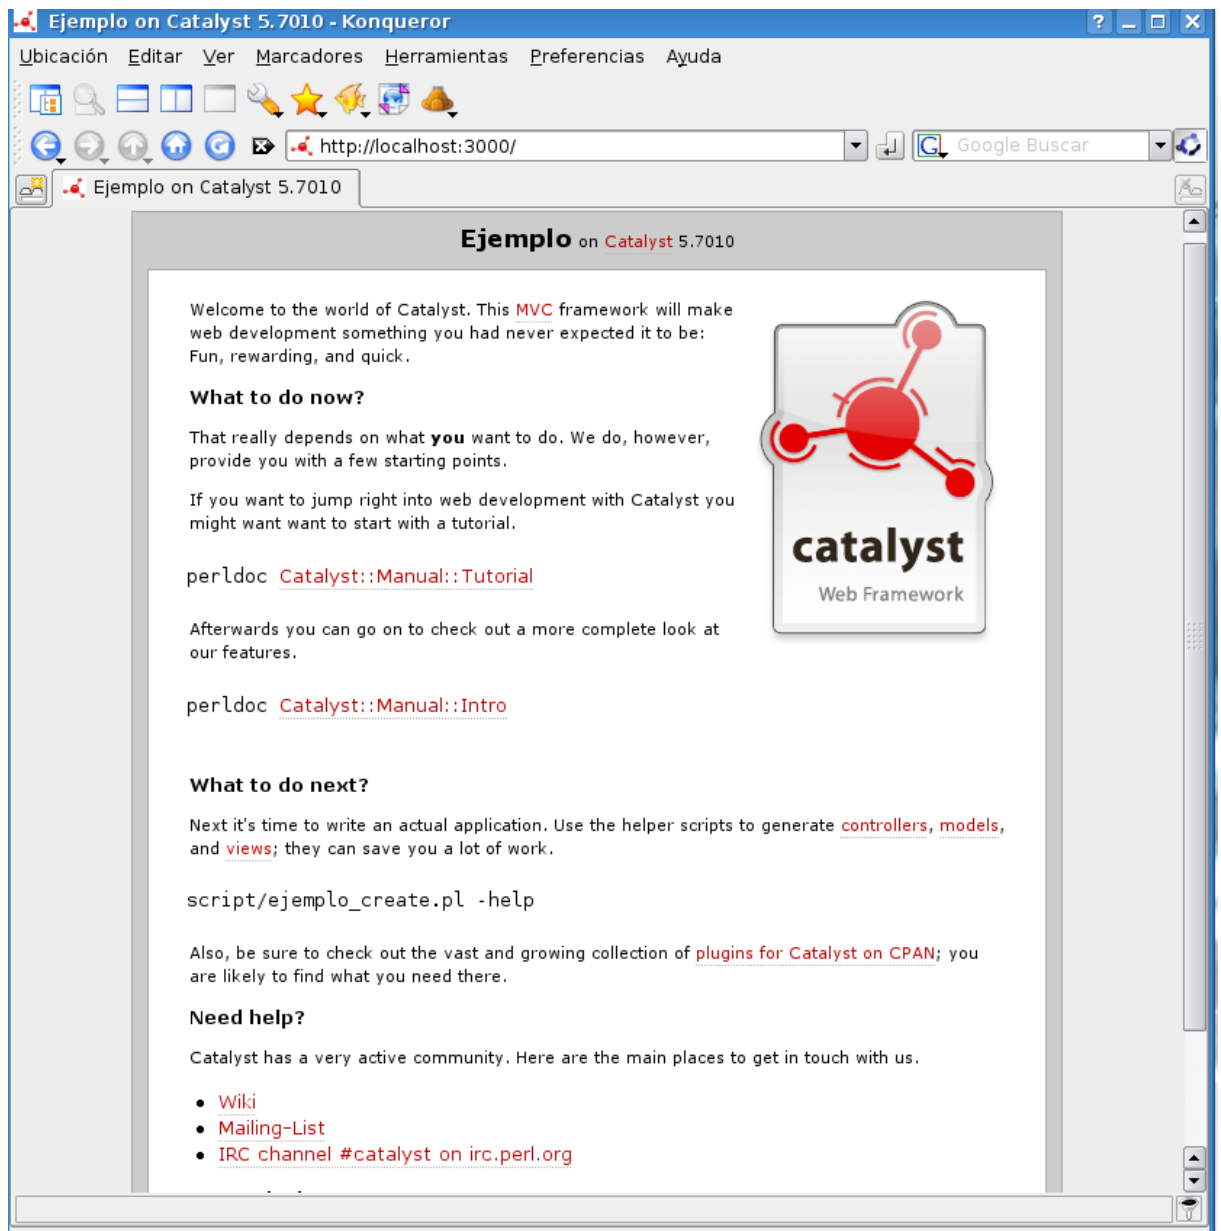 Ejemplo on Catalyst 5.7010 - Konqueror
Ubicación Editar Ver Marcadores Herramientas Preferencias Ayuda
http://localhost:3000/ Google Buscar
Ejemplo on Catalyst 5.7010
Ejemplo on Catalyst 5.7010
Welcome to the world of Catalyst. This MVC framework will make
web development something you had never expected it to be:
Fun, rewarding, and quick.
What to do now?
That really depends on what you want to do. We do, however,
provide you with a few starting points.
If you want to jump right into web development with Catalyst you
might want want to start with a tutorial.
perldoc Catalyst::Manual::Tutorial
Afterwards you can go on to check out a more complete look at
our features.
perldoc Catalyst::Manual::Intro
catalyst
Web Framework
What to do next?
Next it's time to write an actual application. Use the helper scripts to generate controllers, models,
and views; they can save you a lot of work.
script/ejemplo_create.pl -help
Also, be sure to check out the vast and growing collection of plugins for Catalyst on CPAN; you
are likely to find what you need there.
Need help?
Catalyst has a very active community. Here are the main places to get in touch with us.
Wiki
Mailing-List
IRC channel #catalyst on irc.perl.org